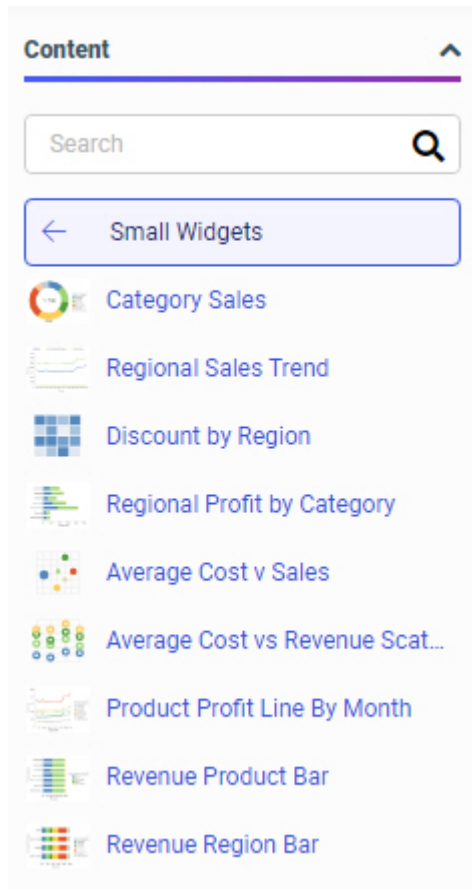 Content
Search
Small Widgets
Category Sales
Regional Sales Trend
Discount by Region
Regional Profit by Category
Average Cost v Sales
Average Cost vs Revenue Scat...
Product Profit Line By Month
Revenue Product Bar
Revenue Region Bar